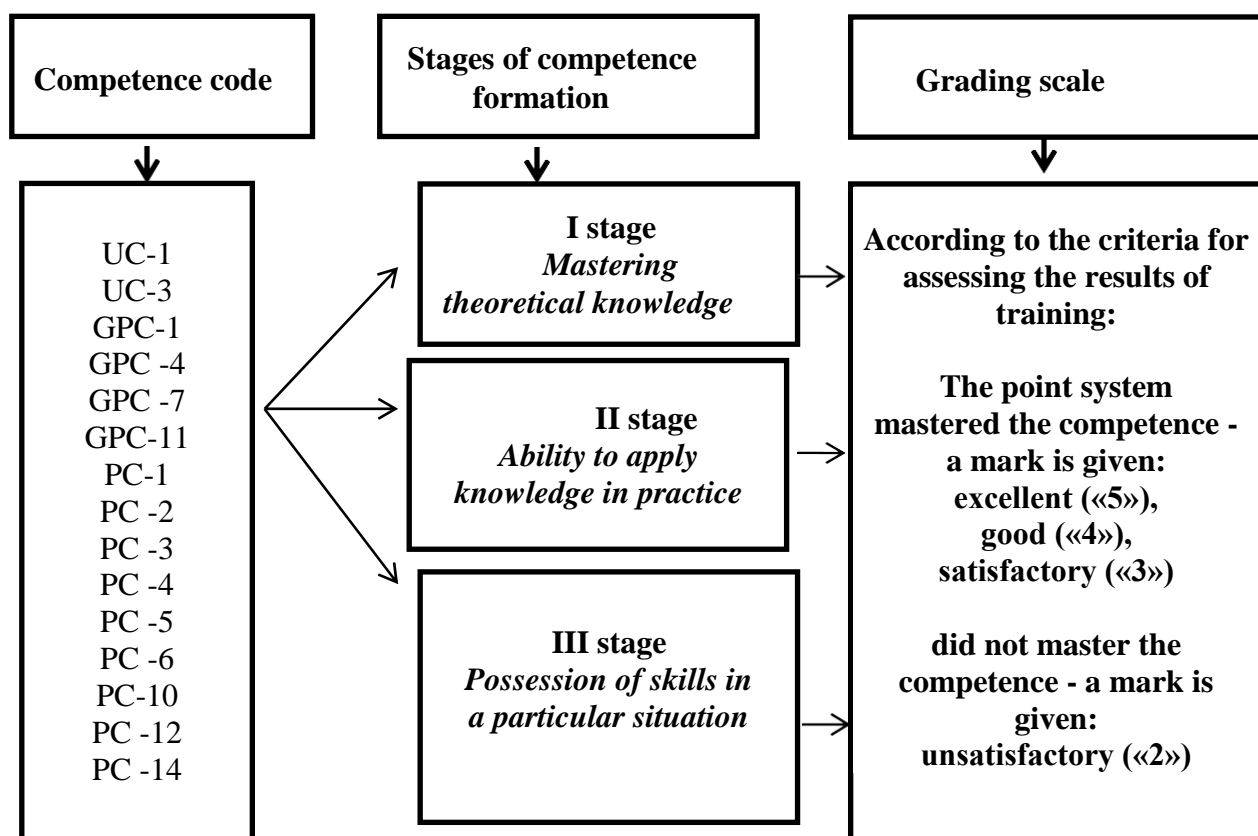 Competence code
Stages of competence
formation
Grading scale
UC-1
UC-3
GPC-1
GPC -4
GPC -7
GPC-11
PC-1
PC -2
PC -3
PC -4
PC -5
PC -6
PC-10
PC -12
PC -14
I stage
Mastering
theoretical knowledge
II stage
Ability to apply
knowledge in practice
III stage
Possession of skills in
a particular situation
According to the criteria for
assessing the results of
training:
The point system
mastered the competence -
a mark is given:
excellent («5»),
good («4»),
satisfactory («3»)
did not master the
competence - a mark is
given:
unsatisfactory («2»)